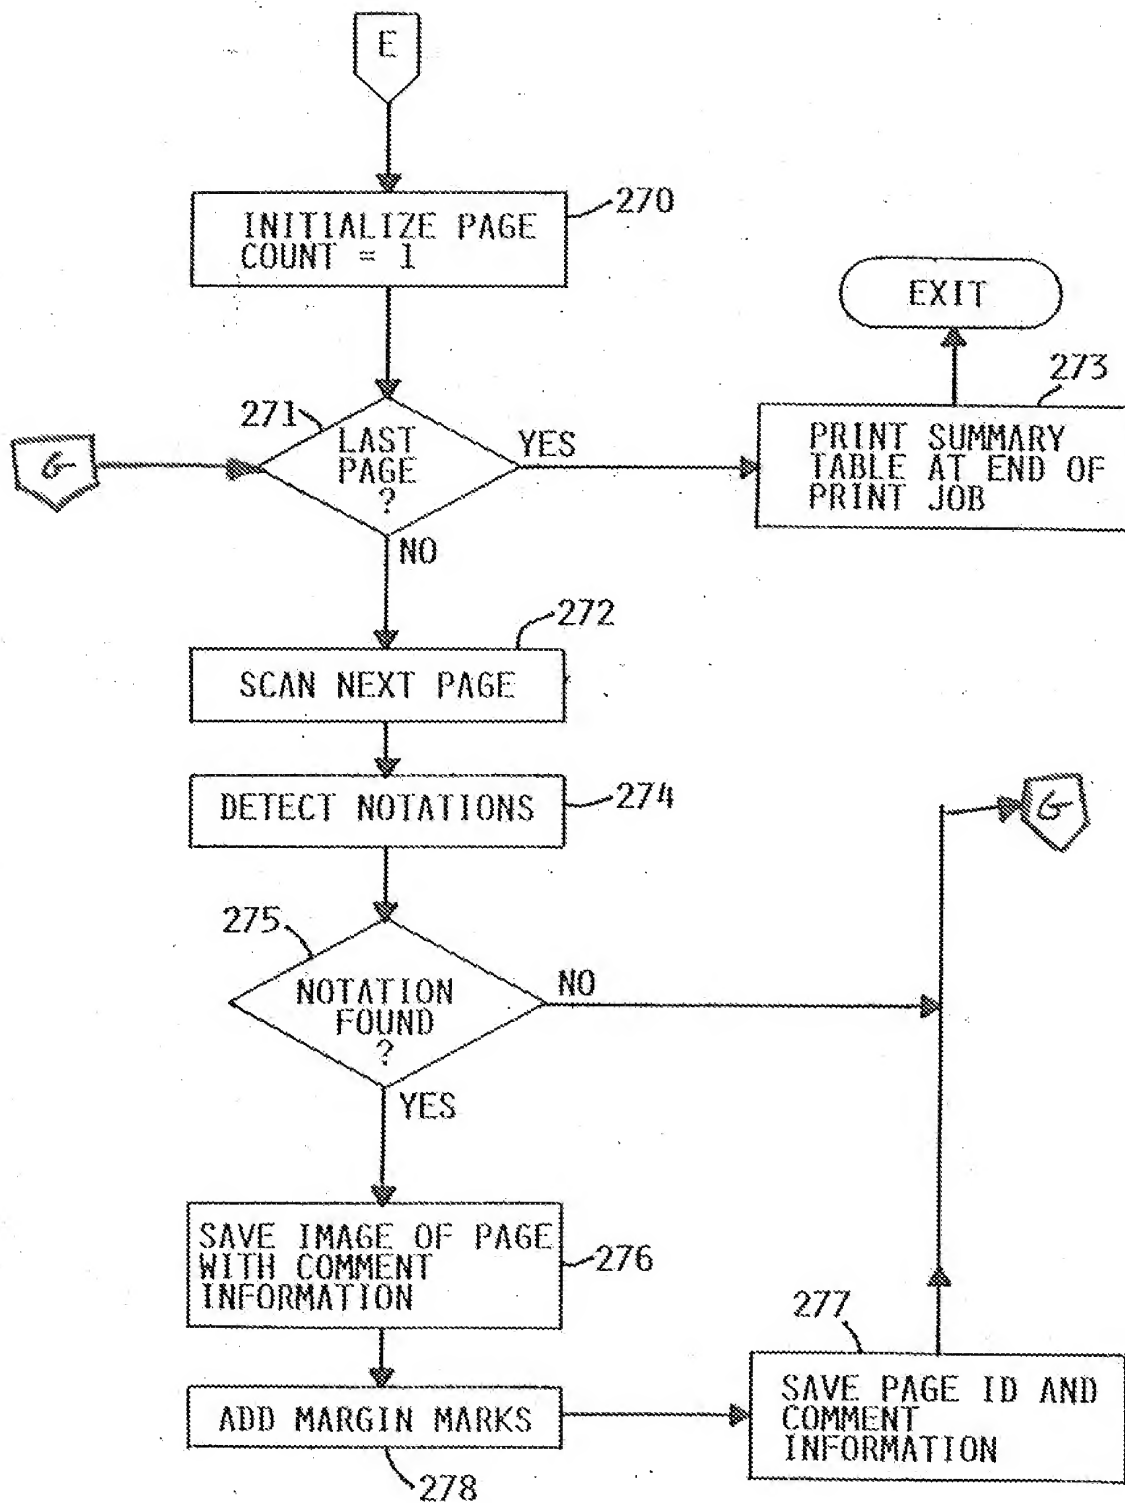 E
INITIALIZE PAGE
COUNT = 1
270
EXIT
273
271
LAST
PAGE
?
YES
PRINT SUMMARY
TABLE AT END OF
PRINT JOB
G
NO
272
SCAN NEXT PAGE
DETECT NOTATIONS
274
G
275
NOTATION
FOUND
?
NO
YES
SAVE IMAGE OF PAGE
WITH COMMENT
INFORMATION
276
277
ADD MARGIN MARKS
278
SAVE PAGE ID AND
COMMENT
INFORMATION